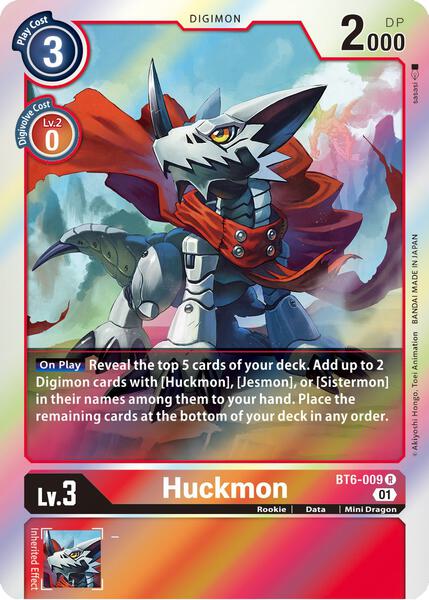 Play Cost
3
DIGIMON
DP
2000
Digivolve Cost
Lv.2
0
sasasi
© Akiyoshi Hongo, Toei Animation BANDAI MADE IN JAPAN
On Play Reveal the top 5 cards of your deck. Add up to 2
Digimon cards with [Huckmon], [Jesmon], or [Sistermon]
in their names among them to your hand. Place the
remaining cards at the bottom of your deck in any order.
Lv.3
Huckmon
BT6-009 R
01
Rookie | Data | Mini Dragon
Inherited Effect
–